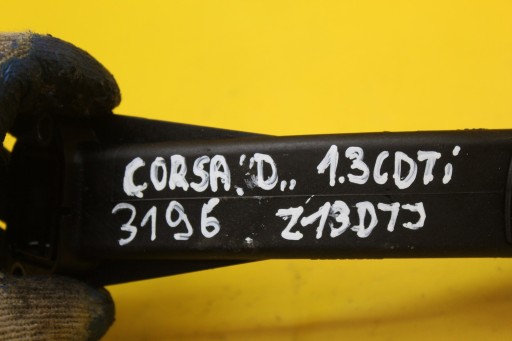 CORSA "D" 1.3CDTi
3196 Z13DTJ